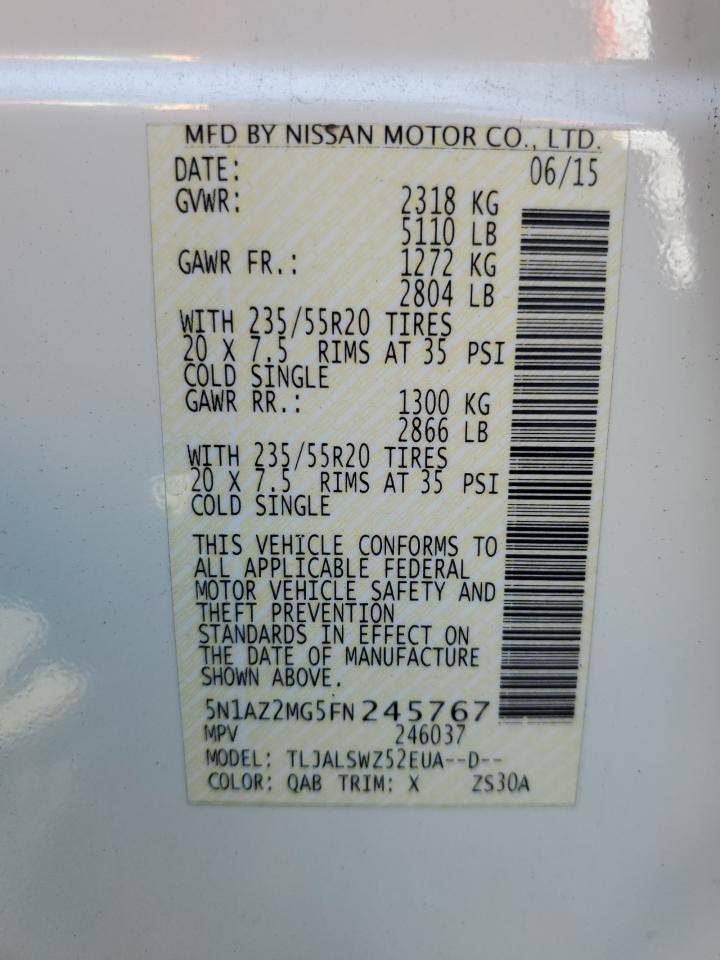 MFD BY NISSAN MOTOR CO., LTD.
DATE: 06/15
GVWR: 2318 KG
5110 LB
GAWR FR.: 1272 KG
2804 LB
WITH 235/55R20 TIRES
20 X 7.5 RIMS AT 35 PSI
COLD SINGLE
GAWR RR.: 1300 KG
2866 LB
WITH 235/55R20 TIRES
20 X 7.5 RIMS AT 35 PSI
COLD SINGLE
THIS VEHICLE CONFORMS TO
ALL APPLICABLE FEDERAL
MOTOR VEHICLE SAFETY AND
THEFT PREVENTION
STANDARDS IN EFFECT ON
THE DATE OF MANUFACTURE
SHOWN ABOVE.
5N1AZ2MG5FN245767
MPV 246037
MODEL: TLJALSWZ52EUA--D--
COLOR: QAB TRIM: X ZS30A